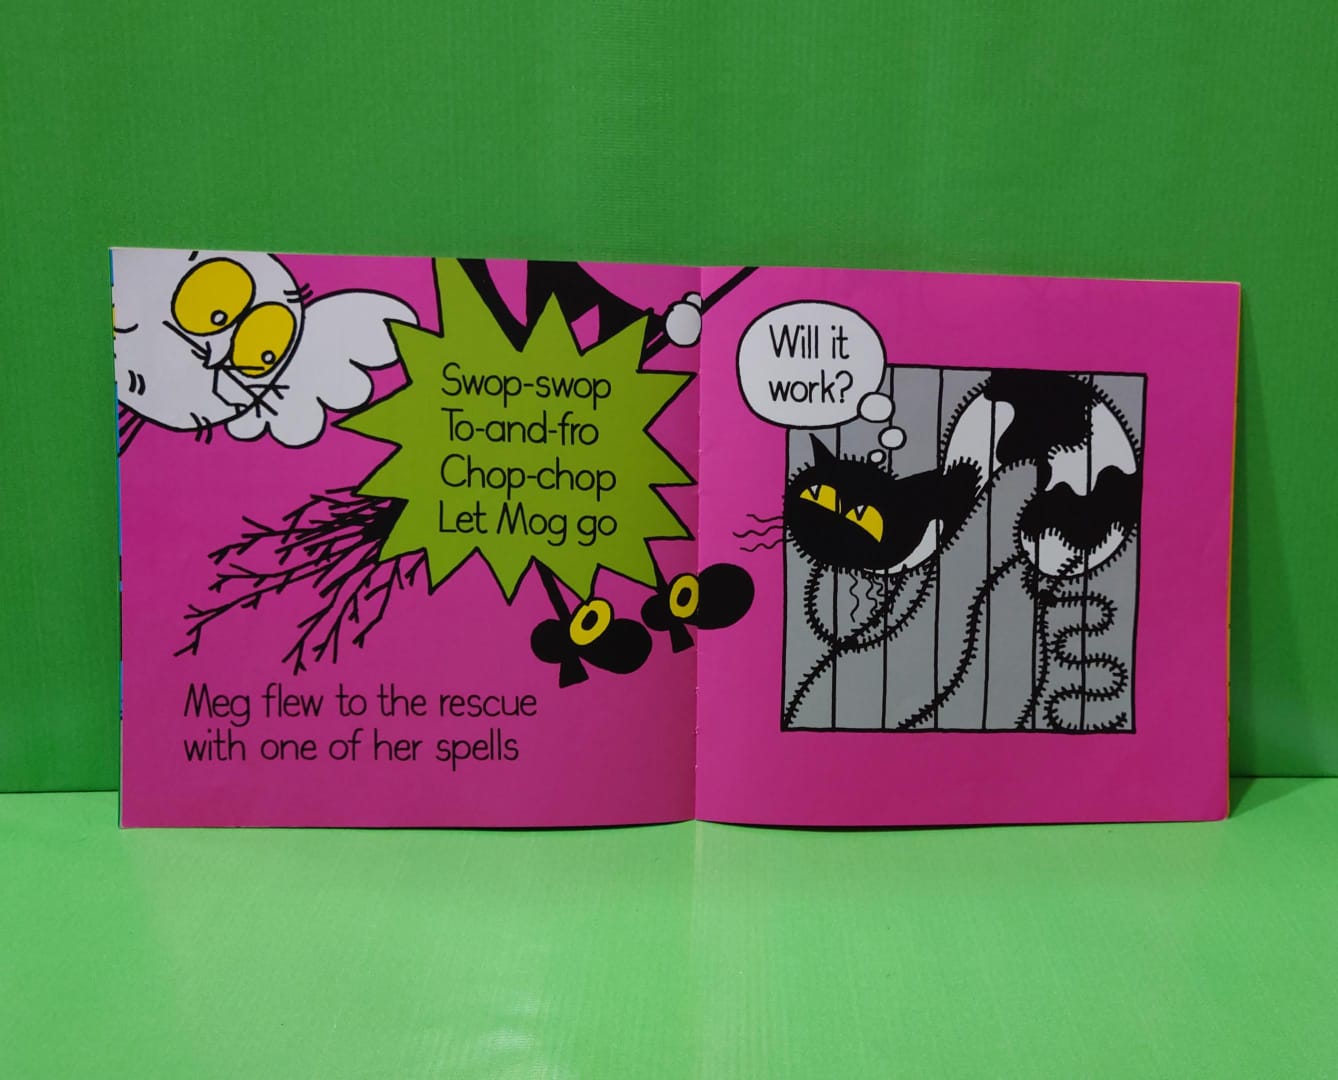 Swop-swop
To-and-fro
Chop-chop
Let Mog go
Meg flew to the rescue
with one of her spells
Will it
work?